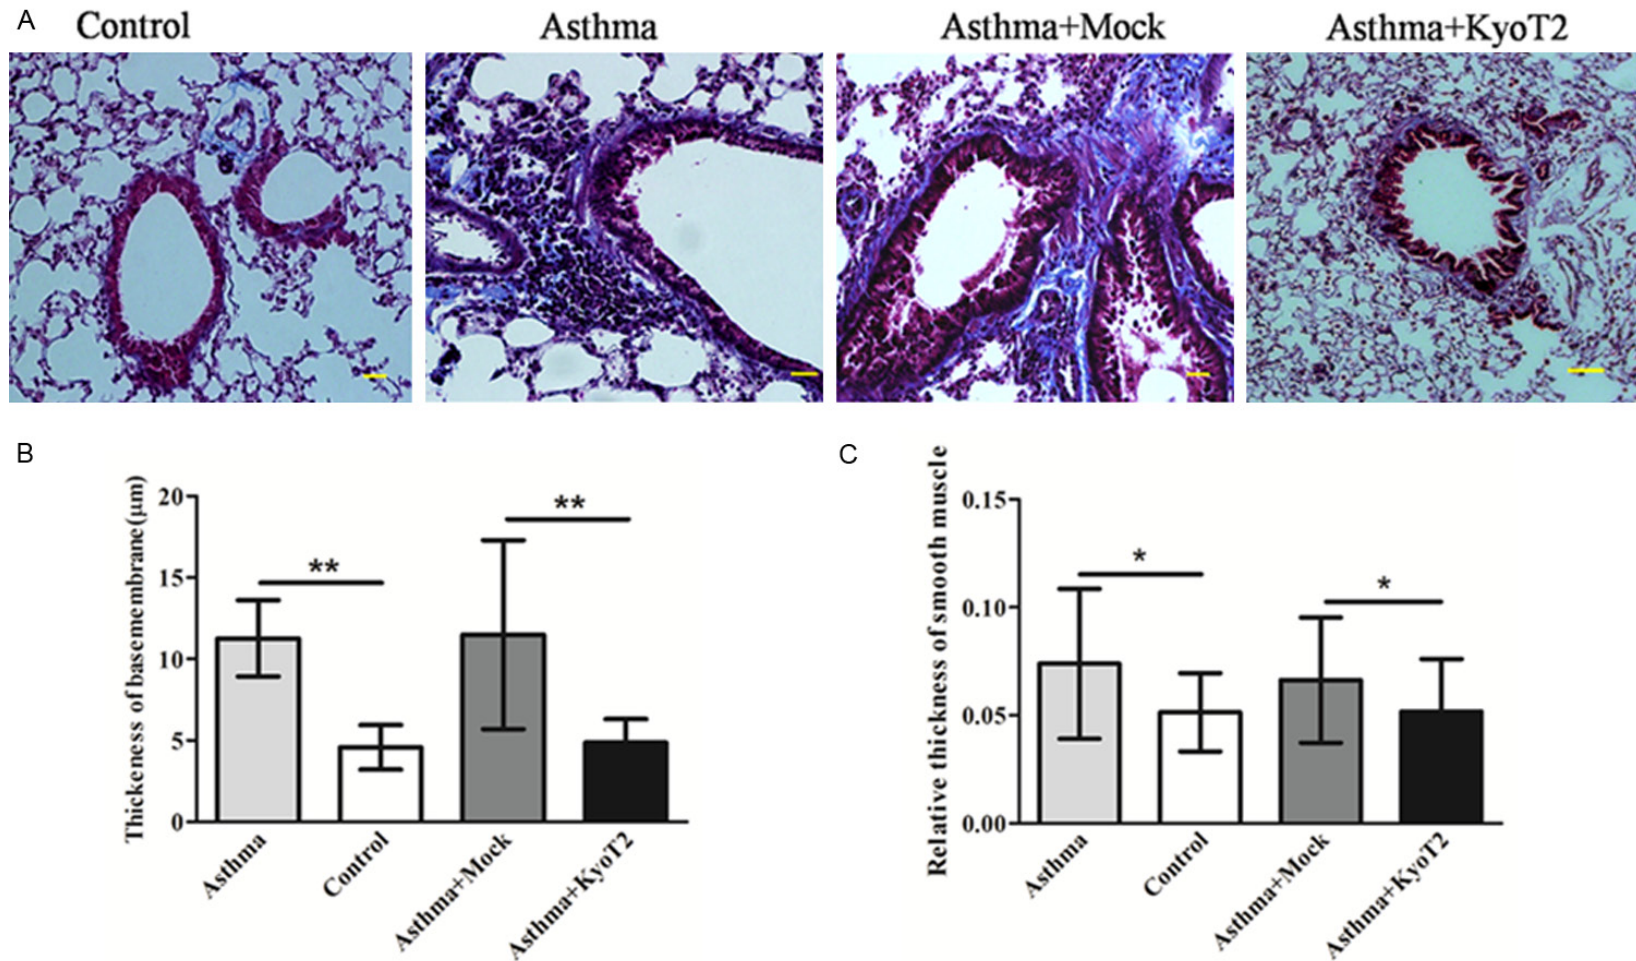 A
Control
Asthma
Asthma+Mock
Asthma+KyoT2
B
Thickeness of basemembrane(µm)
20
15
10
5
0
**
**
Asthma
Control
Asthma+Mock
Asthma+KyoT2
C
Relative thickness of smooth muscle
0.15
0.10
0.05
0.00
*
*
Asthma
Control
Asthma+Mock
Asthma+KyoT2